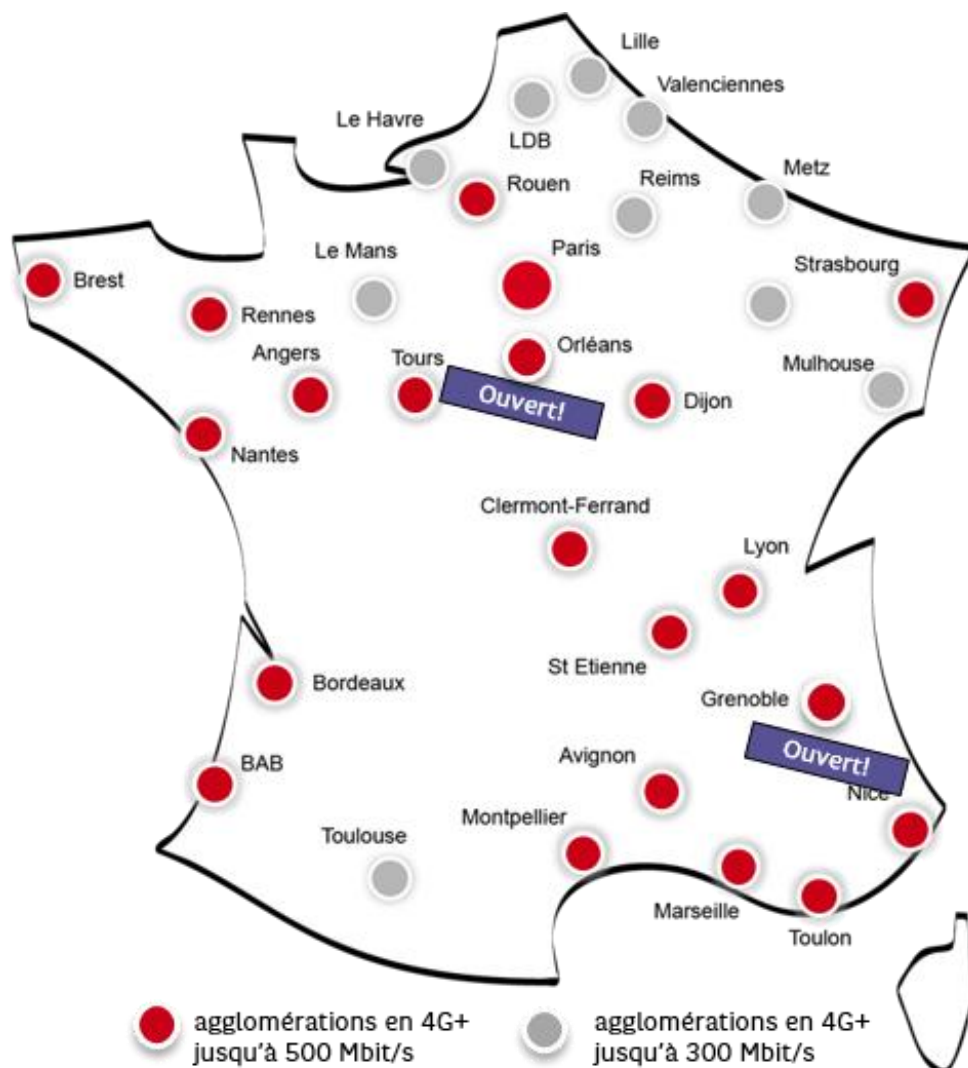 Lille
Valenciennes
Le Havre
LDB
Rouen
Reims
Metz
Le Mans
Paris
Strasbourg
Brest
Rennes
Angers
Tours
Orléans
Mulhouse
Ouvert!
Dijon
Nantes
Clermont-Ferrand
Lyon
St Etienne
Bordeaux
Grenoble
BAB
Avignon
Ouvert!
Nice
Montpellier
Toulouse
Marseille
Toulon
agglomérations en 4G+
jusqu'à 500 Mbit/s
agglomérations en 4G+
jusqu'à 300 Mbit/s